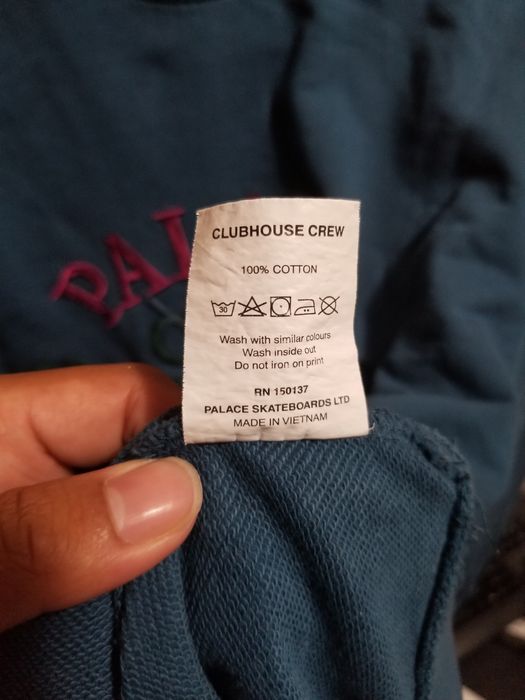 PAL
CLUBHOUSE CREW
100% COTTON
30
Wash with similar colours
Wash inside out
Do not iron on print
RN 150137
PALACE SKATEBOARDS LTD
MADE IN VIETNAM